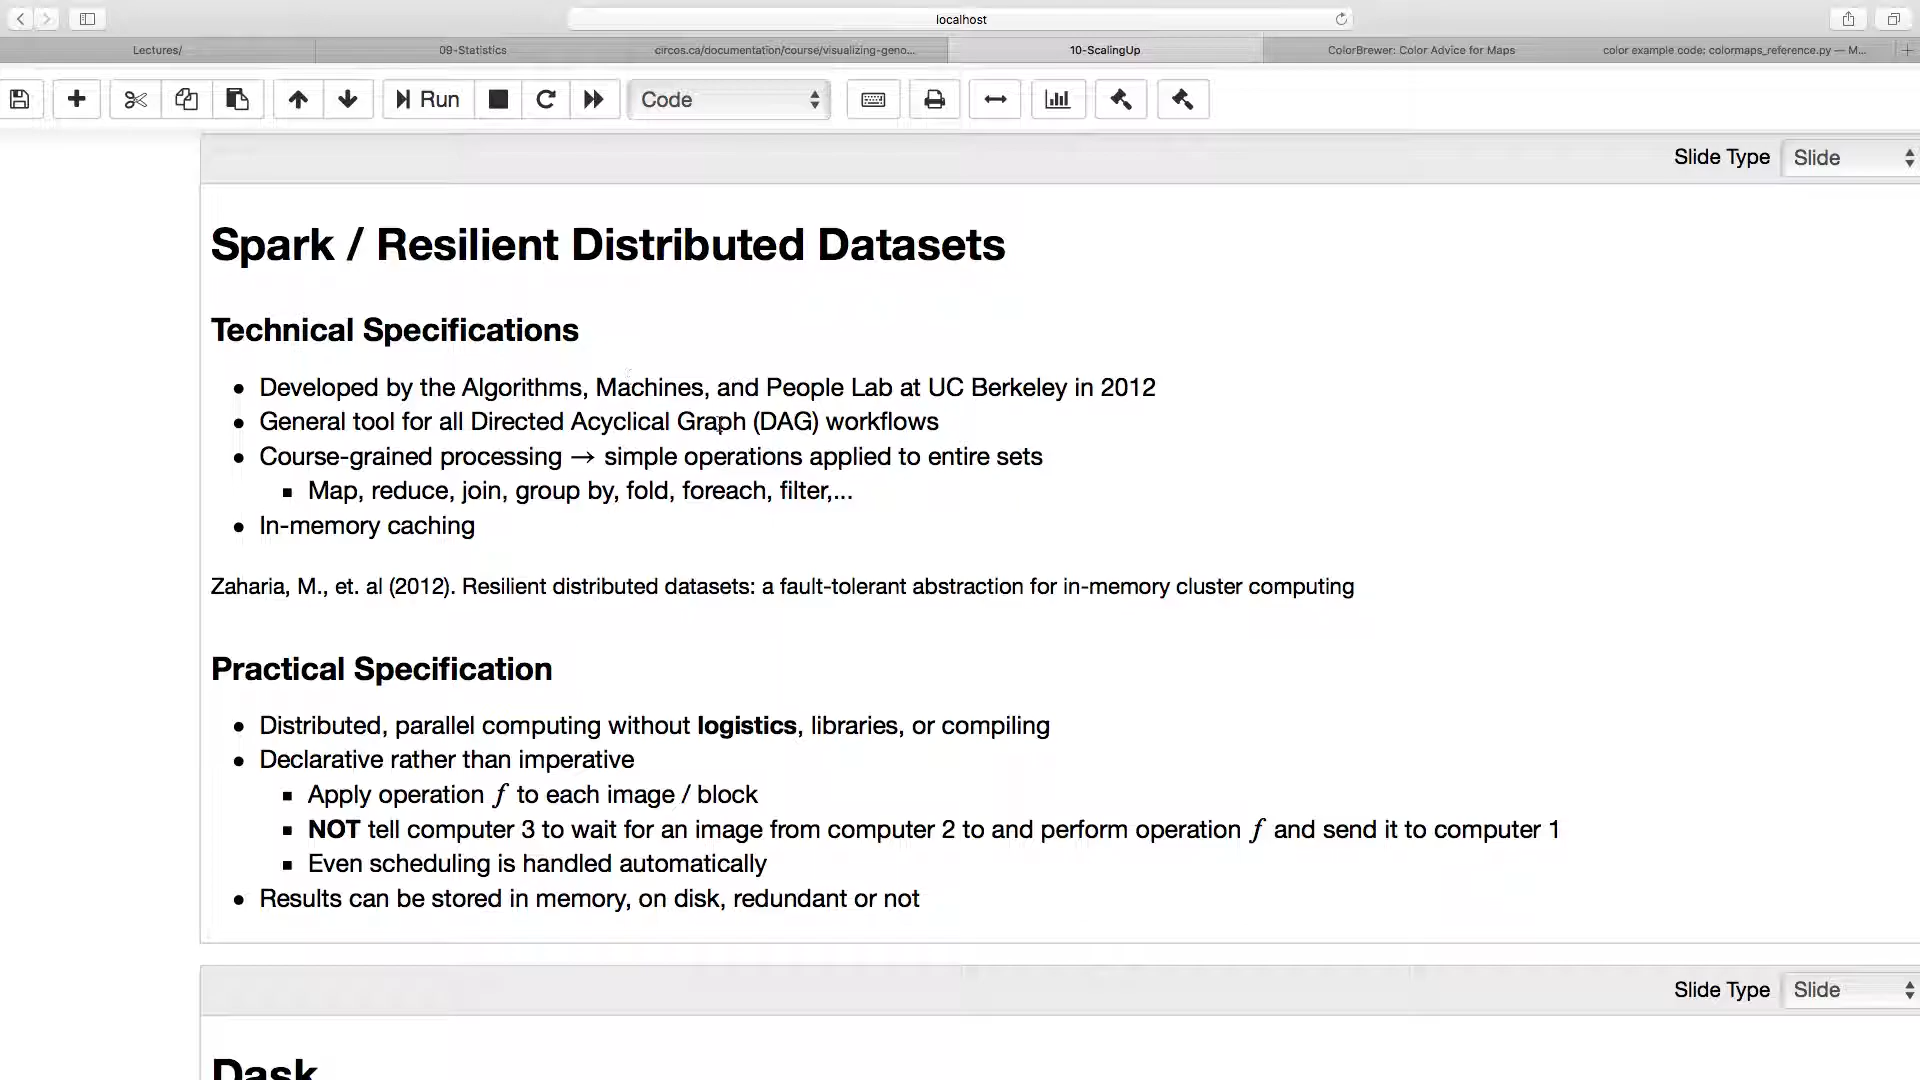 localhost
Lectures/ 09-Statistics circos.ca/documentation/course/visualizing-geno... 10-ScalingUp ColorBrewer: Color Advice for Maps color example code: colormaps_reference.py — M...
Run Code
Slide Type Slide
Spark / Resilient Distributed Datasets
Technical Specifications
• Developed by the Algorithms, Machines, and People Lab at UC Berkeley in 2012
• General tool for all Directed Acyclical Graph (DAG) workflows
• Course-grained processing → simple operations applied to entire sets
▪ Map, reduce, join, group by, fold, foreach, filter,...
• In-memory caching
Zaharia, M., et. al (2012). Resilient distributed datasets: a fault-tolerant abstraction for in-memory cluster computing
Practical Specification
• Distributed, parallel computing without logistics, libraries, or compiling
• Declarative rather than imperative
▪ Apply operation f to each image / block
▪ NOT tell computer 3 to wait for an image from computer 2 to and perform operation f and send it to computer 1
▪ Even scheduling is handled automatically
• Results can be stored in memory, on disk, redundant or not
Slide Type Slide
Dask